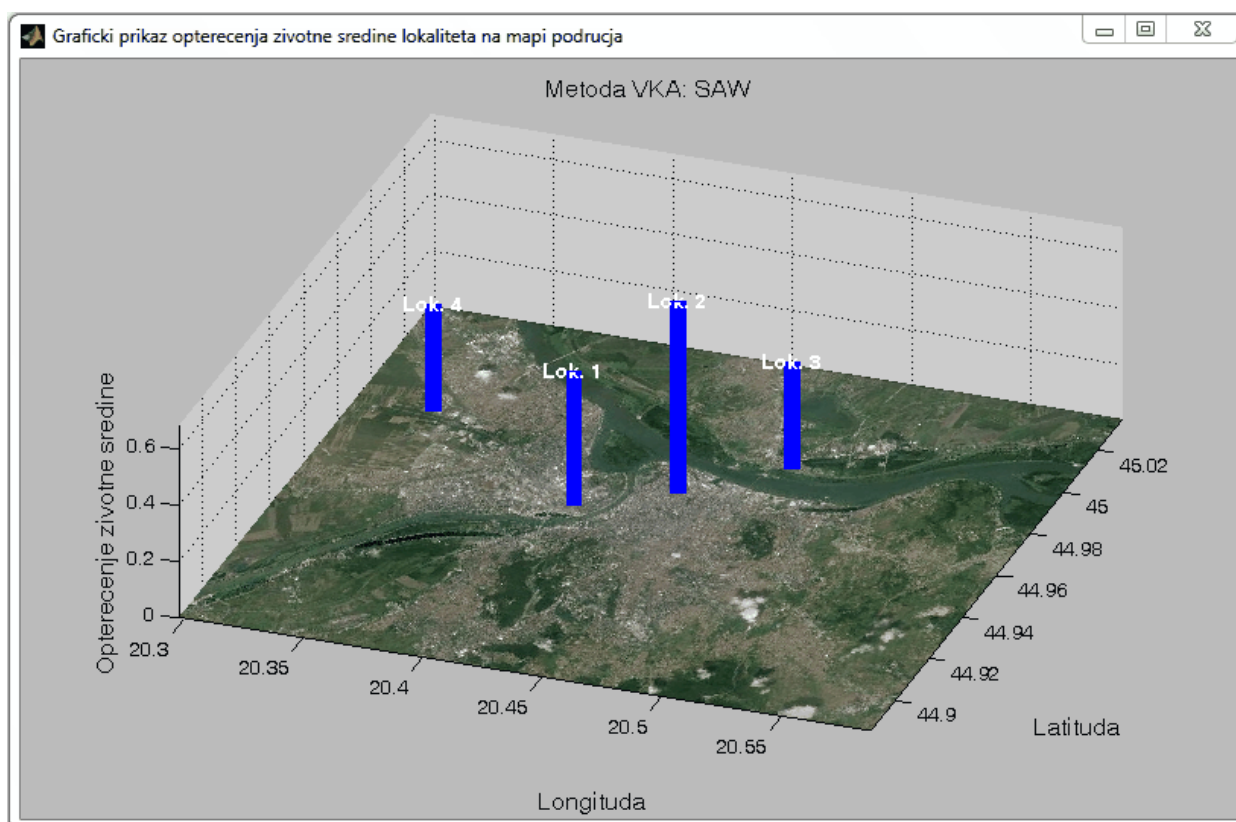 Graficki prikaz opterecenja zivotne sredine lokaliteta na mapi podrucja
Metoda VKA: SAW
Lok. 4
Lok. 2
Lok. 3
Lok. 1
Opterecenje zivotne sredine
0.6
0.4
0.2
0
20.3
20.35
20.4
20.45
20.5
20.55
45.02
45
44.98
44.96
44.94
44.92
44.9
Latituda
Longituda